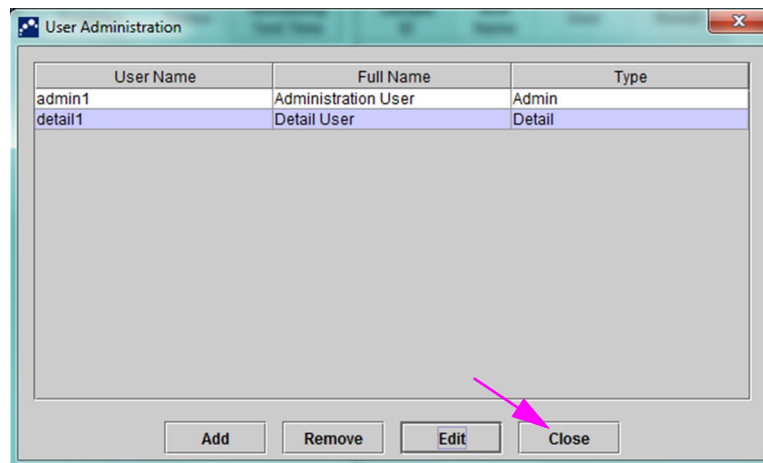 User Administration
User Name Full Name Type
admin1 Administration User Admin
detail1 Detail User Detail
Add Remove Edit Close